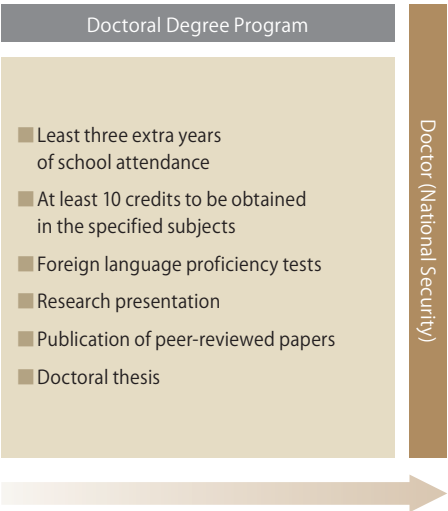 Doctoral Degree Program
Least three extra years
of school attendance
At least 10 credits to be obtained
in the specified subjects
Foreign language proficiency tests
Research presentation
Publication of peer-reviewed papers
Doctoral thesis
Doctor (National Security)